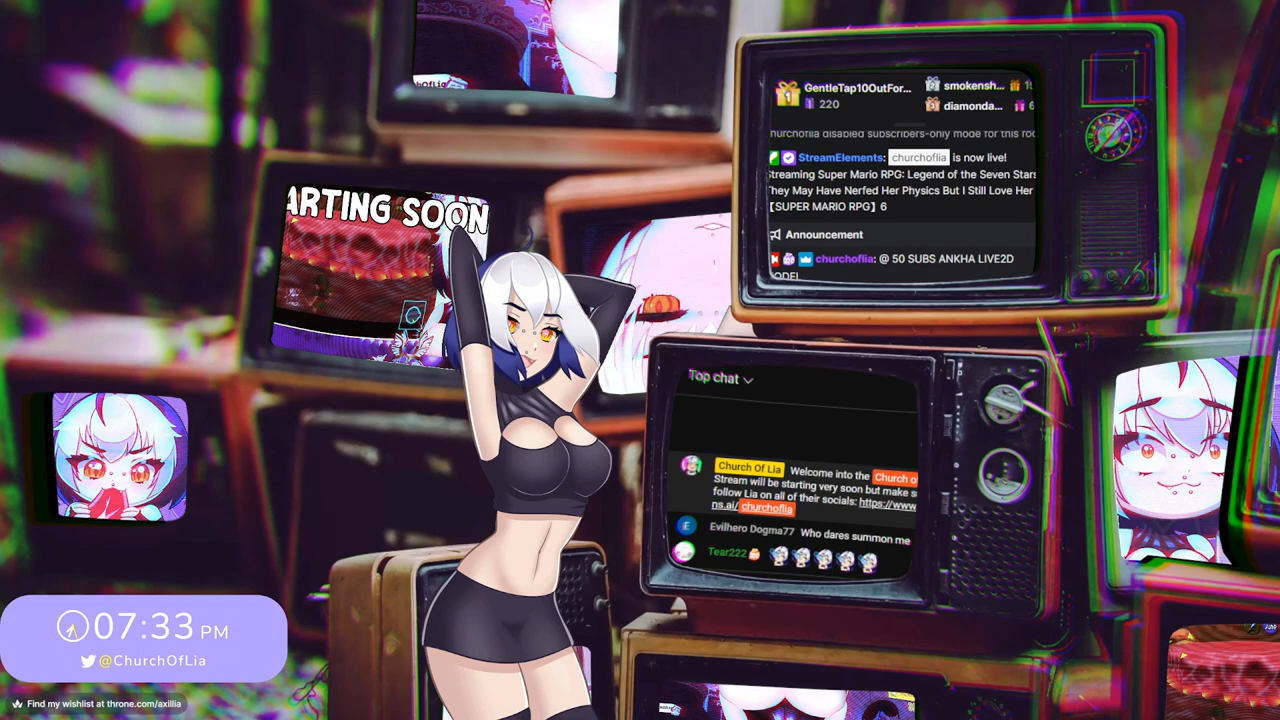 ARTING SOON
GentleTap10OutFor...
220
smokensh...
diamonda...
hurchoflia disabled subscribers-only mode for this roo
StreamElements: churchoflia is now live!
Streaming Super Mario RPG: Legend of the Seven Stars
They May Have Nerfed Her Physics But I Still Love Her
【SUPER MARIO RPG】 6
Announcement
churchoflia: @ 50 SUBS ANKHA LIVE2D
Top chat
Church Of Lia Welcome into the Church o
Stream will be starting very soon but make s
follow Lia on all of their socials: https://www
ns.al/churchoflia
Evilhero Dogma77 Who dares summon me
Tear222
07:33 PM
@ChurchOfLia
Find my wishlist at throne.com/axillia